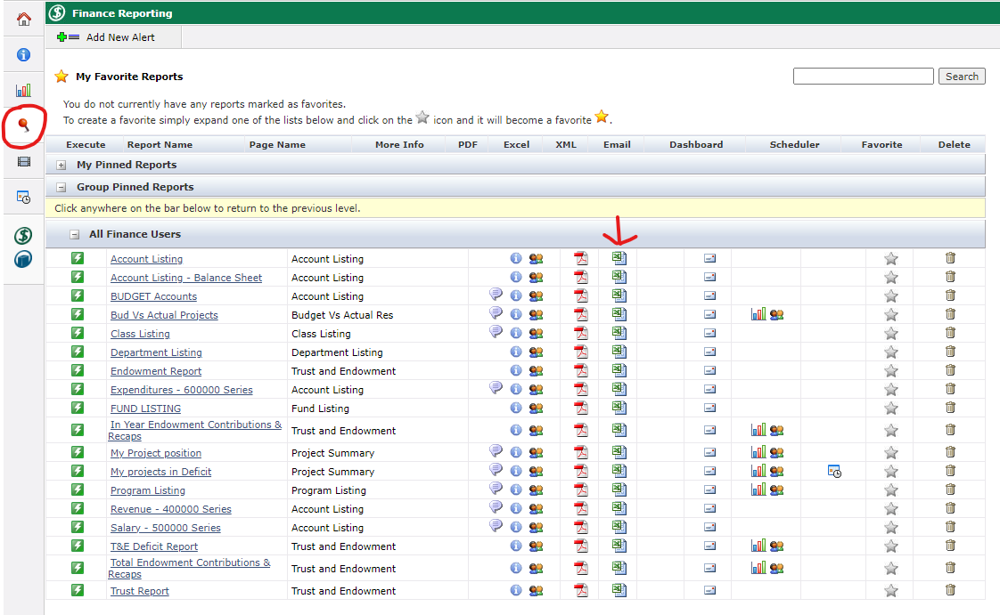 Finance Reporting
Add New Alert
My Favorite Reports
Search
You do not currently have any reports marked as favorites.
To create a favorite simply expand one of the lists below and click on the icon and it will become a favorite .
Execute Report Name Page Name More Info PDF Excel XML Email Dashboard Scheduler Favorite Delete
My Pinned Reports
Group Pinned Reports
Click anywhere on the bar below to return to the previous level.
All Finance Users
Account Listing Account Listing
Account Listing - Balance Sheet Account Listing
BUDGET Accounts Account Listing
Bud Vs Actual Projects Budget Vs Actual Res
Class Listing Class Listing
Department Listing Department Listing
Endowment Report Trust and Endowment
Expenditures - 600000 Series Account Listing
FUND LISTING Fund Listing
In Year Endowment Contributions &
Recaps Trust and Endowment
My Project position Project Summary
My projects in Deficit Project Summary
Program Listing Program Listing
Revenue - 400000 Series Account Listing
Salary - 500000 Series Account Listing
T&E Deficit Report Trust and Endowment
Total Endowment Contributions &
Recaps Trust and Endowment
Trust Report Trust and Endowment